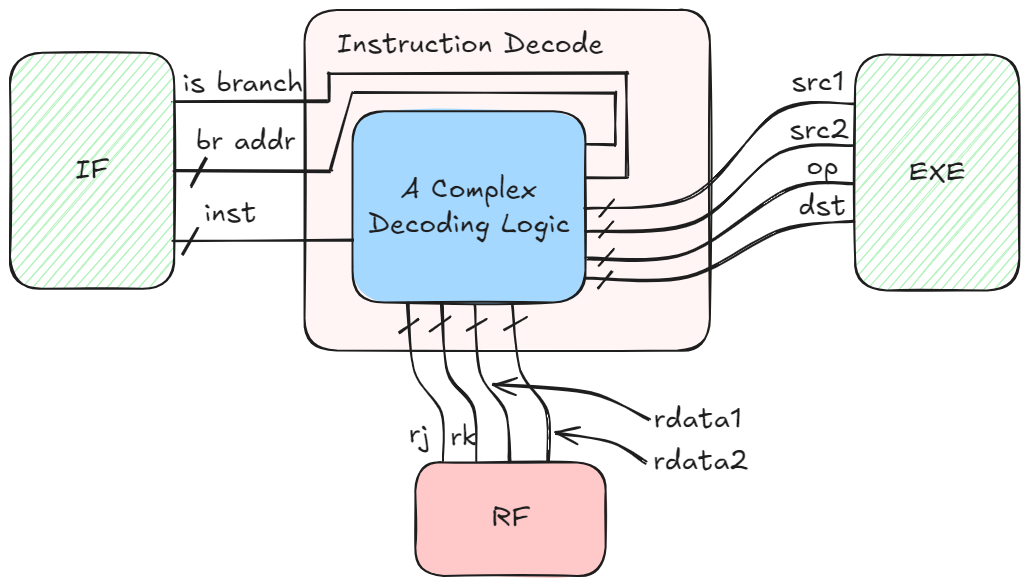 Instruction Decode
is branch
br addr
inst
IF
A Complex
Decoding Logic
src1
src2
op
dst
EXE
rj
rk
rdata1
rdata2
RF